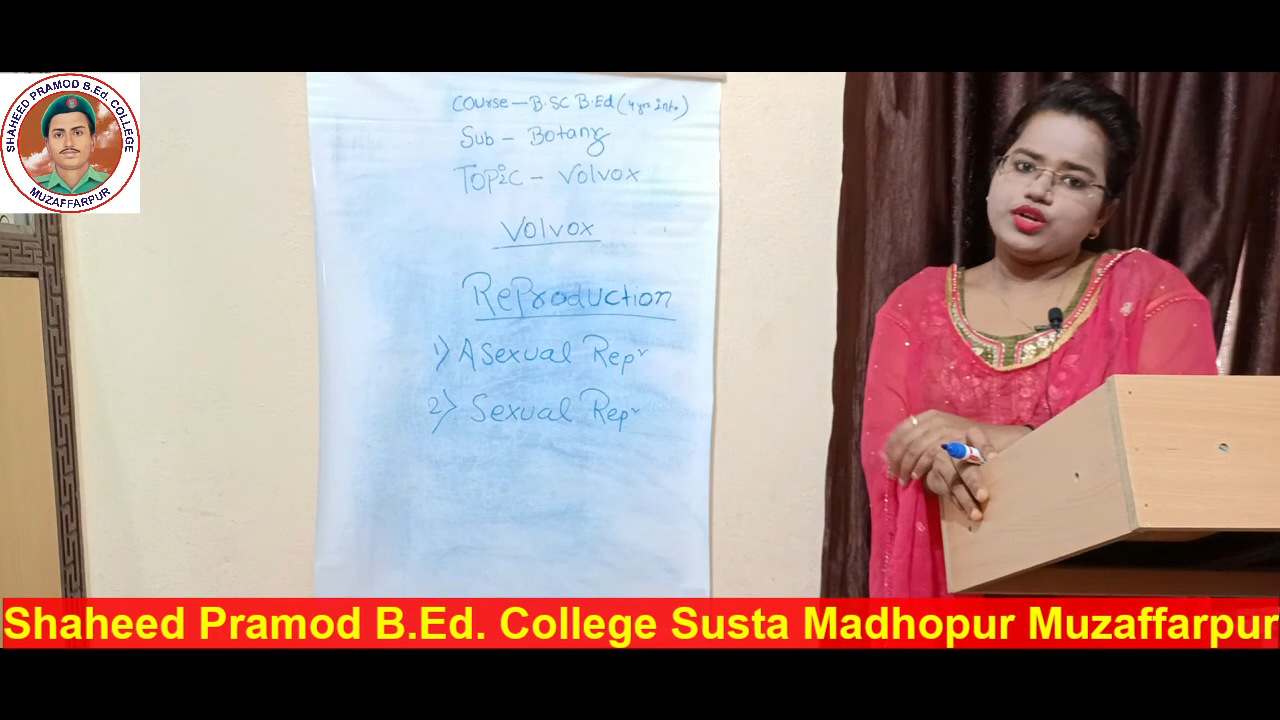 SHAHEED PRAMOD B.Ed. COLLEGE
MUZAFFARPUR
Course — B.SC B.Ed (4 yrs Int.)
Sub — Botany
Topic — Volvox
Volvox
Reproduction
1) Asexual Repr
2) Sexual Repr
Shaheed Pramod B.Ed. College Susta Madhopur Muzaffarpur